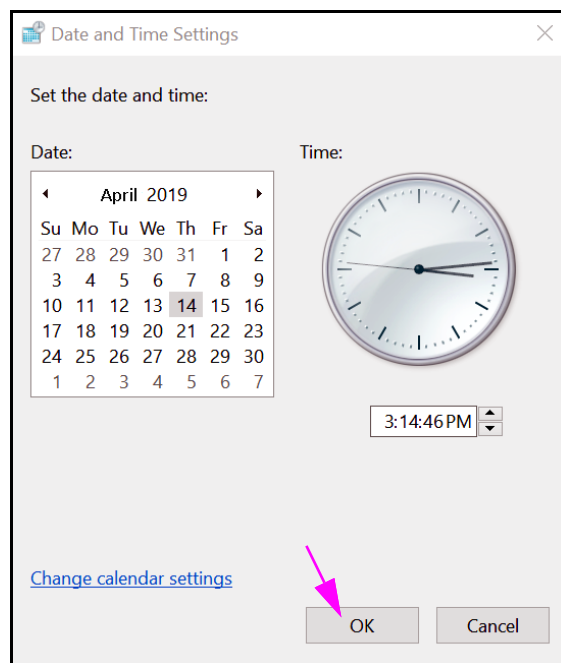 Date and Time Settings
Set the date and time:
Date:
Time:
April 2019
Su Mo Tu We Th Fr Sa
27 28 29 30 31 1 2
3 4 5 6 7 8 9
10 11 12 13 14 15 16
17 18 19 20 21 22 23
24 25 26 27 28 29 30
1 2 3 4 5 6 7
3:14:46 PM
Change calendar settings
OK
Cancel